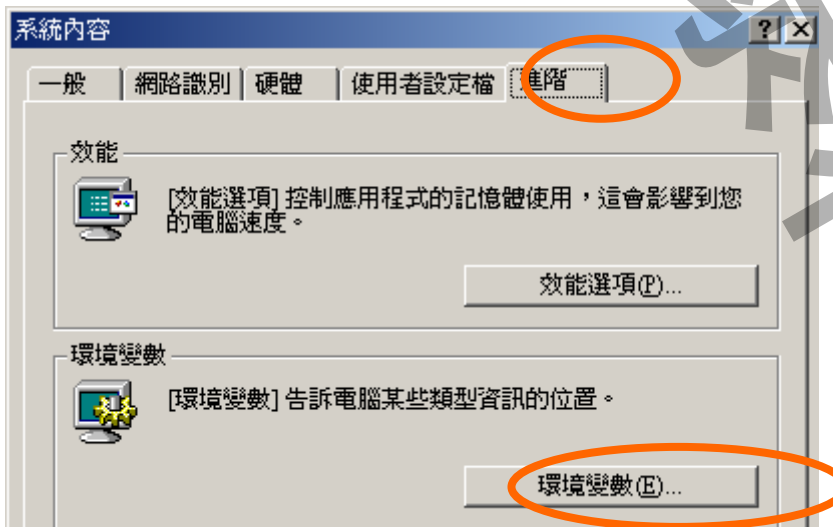 系統內容
一般 網路識別 硬體 使用者設定檔 進階
效能
[效能選項] 控制應用程式的記憶體使用，這會影響到您
的電腦速度。
效能選項(P)...
環境變數
[環境變數] 告訴電腦某些類型資訊的位置。
環境變數(E)...